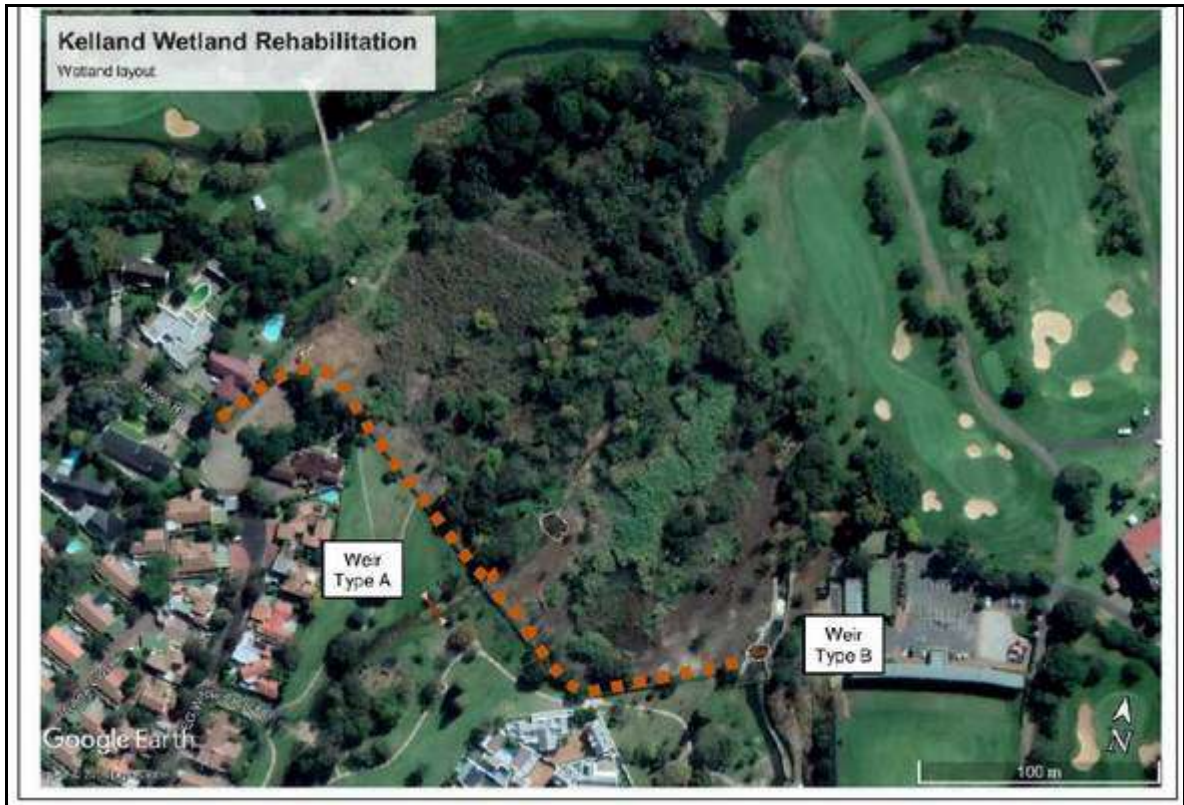 Kelland Wetland Rehabilitation
Wetland layout
Weir
Type A
Weir
Type B
Google Earth
N
100 m